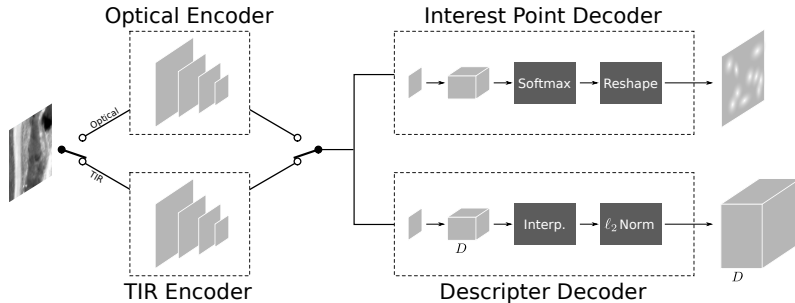 Optical Encoder
Interest Point Decoder
Optical
Softmax
Reshape
TIR
D
Interp.
ℓ₂ Norm
D
TIR Encoder
Descripter Decoder